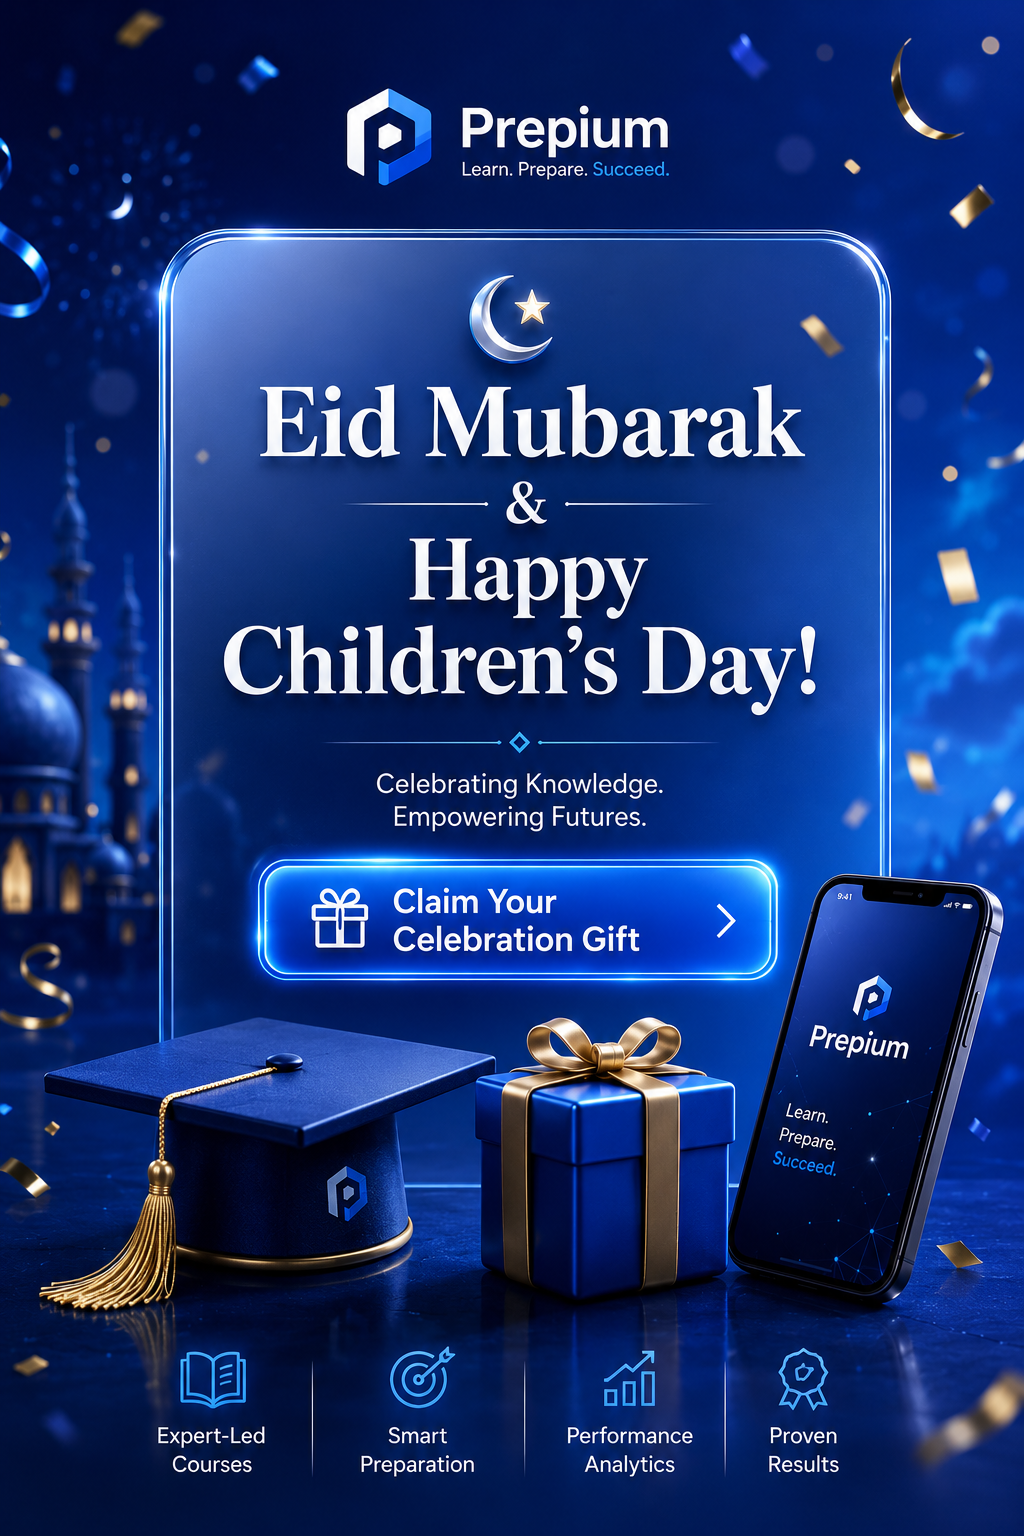 Prepium
Learn. Prepare. Succeed.
Eid Mubarak
&
Happy
Children's Day!
Celebrating Knowledge.
Empowering Futures.
Claim Your
Celebration Gift
9:41
Prepium
Learn.
Prepare.
Succeed.
Expert-Led
Courses
Smart
Preparation
Performance
Analytics
Proven
Results